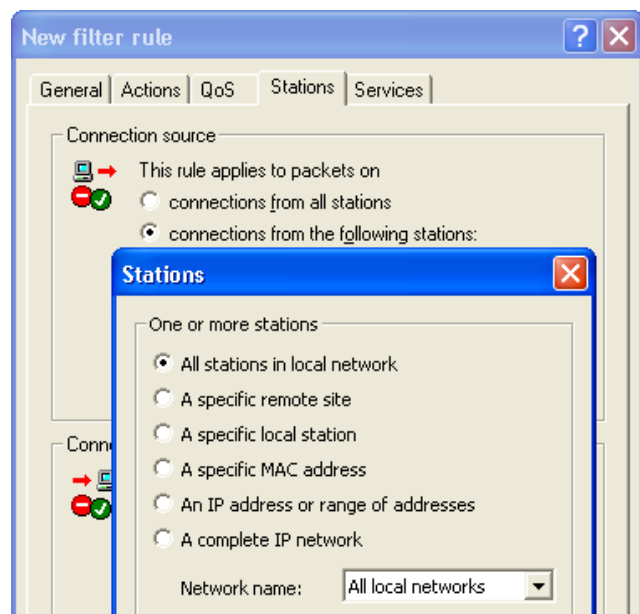 New filter rule
General Actions QoS Stations Services
Connection source
This rule applies to packets on
connections from all stations
connections from the following stations:
Stations
One or more stations
All stations in local network
A specific remote site
A specific local station
A specific MAC address
An IP address or range of addresses
A complete IP network
Network name: All local networks